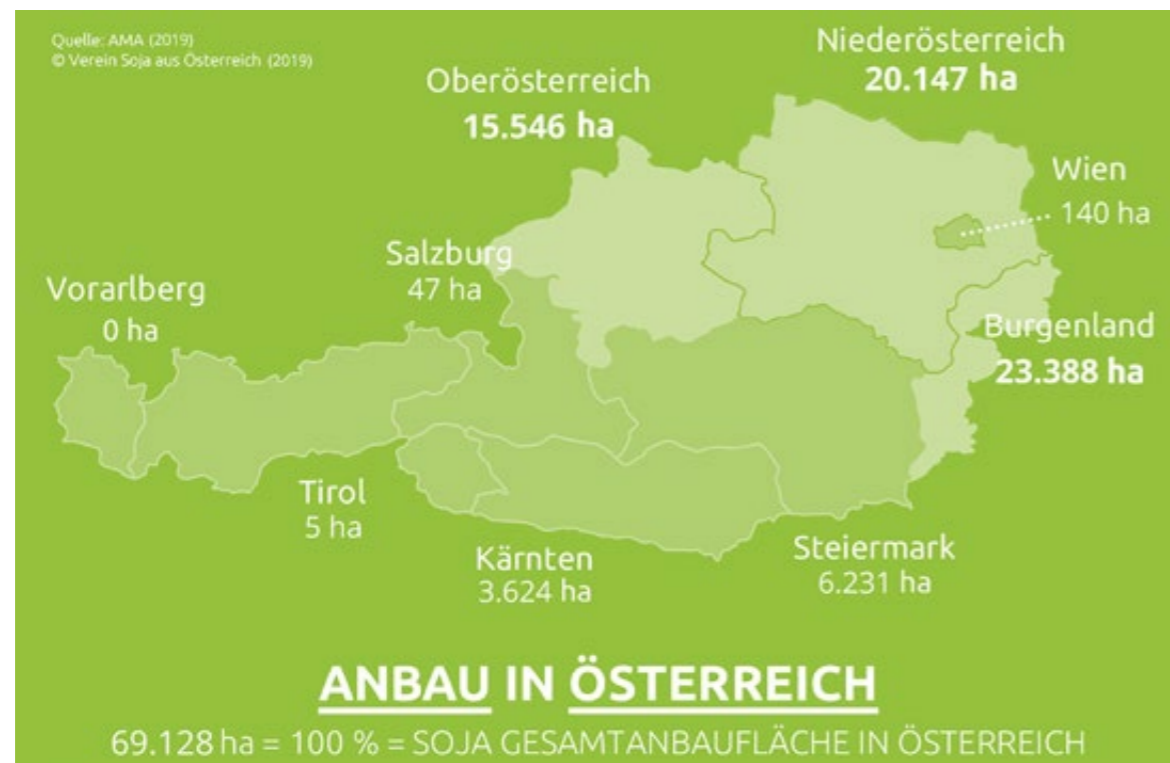 Quelle: AMA (2019)
© Verein Soja aus Österreich (2019)
Niederösterreich
20.147 ha
Oberösterreich
15.546 ha
Wien
140 ha
Salzburg
47 ha
Vorarlberg
0 ha
Burgenland
23.388 ha
Tirol
5 ha
Kärnten
3.624 ha
Steiermark
6.231 ha
ANBAU IN ÖSTERREICH
69.128 ha = 100 % = SOJA GESAMTANBAUFLÄCHE IN ÖSTERREICH